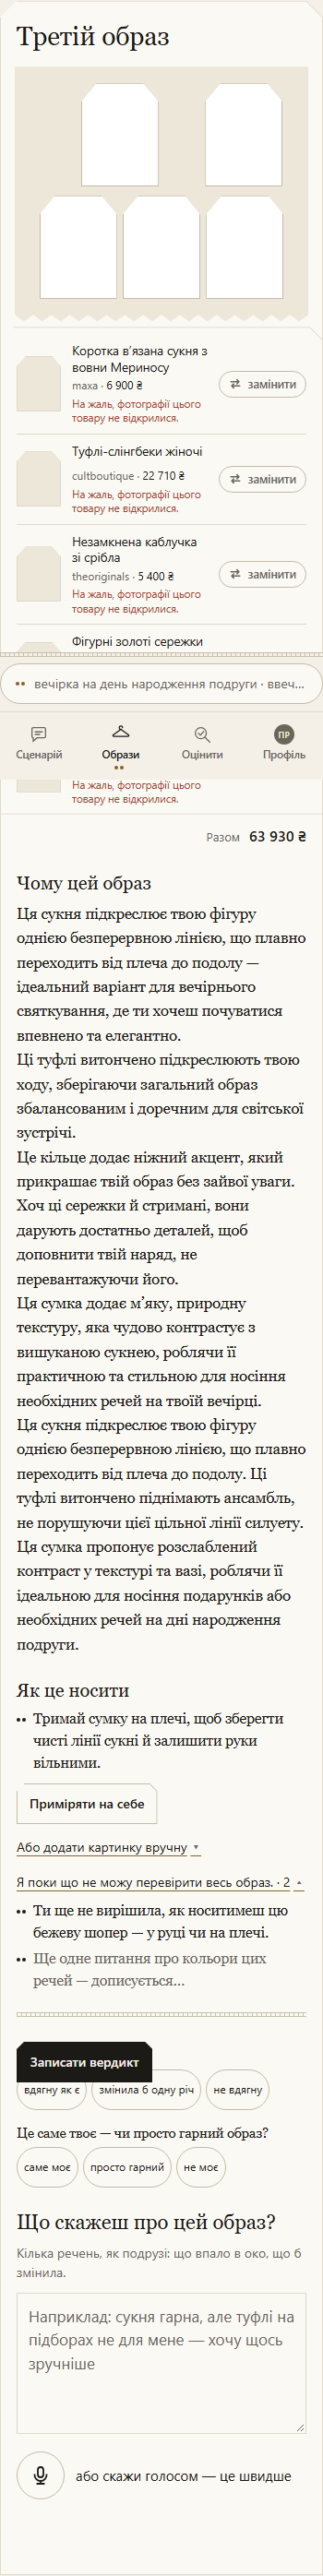 Третій образ
Коротка в’язана сукня з
вовни Мериносу
maxa · 6 900 ₴
На жаль, фотографії цього
товару не відкрилися.
замінити
Туфлі-слінгбеки жіночі
cultboutique · 22 710 ₴
На жаль, фотографії цього
товару не відкрилися.
замінити
Незамкнена каблучка
зі срібла
theoriginals · 5 400 ₴
На жаль, фотографії цього
товару не відкрилися.
замінити
Фігурні золоті сережки
вечірка на день народження подруги · ввеч...
Сценарій
Образи
Оцінити
ПР
Профіль
На жаль, фотографії цього
товару не відкрилися.
Разом 63 930 ₴
Чому цей образ
Ця сукня підкреслює твою фігуру
однією безперервною лінією, що плавно
переходить від плеча до подолу —
ідеальний варіант для вечірнього
святкування, де ти хочеш почуватися
впевнено та елегантно.
Ці туфлі витончено підкреслюють твою
ходу, зберігаючи загальний образ
збалансованим і доречним для світської
зустрічі.
Це кільце додає ніжний акцент, який
прикрашає твій образ без зайвої уваги.
Хоч ці сережки й стримані, вони
дарують достатньо деталей, щоб
доповнити твій наряд, не
перевантажуючи його.
Ця сумка додає м’яку, природну
текстуру, яка чудово контрастує з
вишуканою сукнею, роблячи її
практичною та стильною для носіння
необхідних речей на твоїй вечірці.
Ця сукня підкреслює твою фігуру
однією безперервною лінією, що плавно
переходить від плеча до подолу. Ці
туфлі витончено піднімають ансамбль,
не порушуючи цієї цільної лінії силуету.
Ця сумка пропонує розслаблений
контраст у текстурі та вазі, роблячи її
ідеальною для носіння подарунків або
необхідних речей на дні народження
подруги.
Як це носити
Тримай сумку на плечі, щоб зберегти
чисті лінії сукні й залишити руки
вільними.
Приміряти на себе
Або додати картинку вручну
Я поки що не можу перевірити весь образ. · 2
Ти ще не вирішила, як носитимеш цю
бежеву шопер — у руці чи на плечі.
Ще одне питання про кольори цих
речей — дописується...
Записати вердикт
вдягну як є
змінила б одну річ
не вдягну
Це саме твоє — чи просто гарний образ?
саме моє
просто гарний
не моє
Що скажеш про цей образ?
Кілька речень, як подрузі: що впало в око, що б
змінила.
Наприклад: сукня гарна, але туфлі на
підборах не для мене — хочу щось
зручніше
або скажи голосом — це швидше